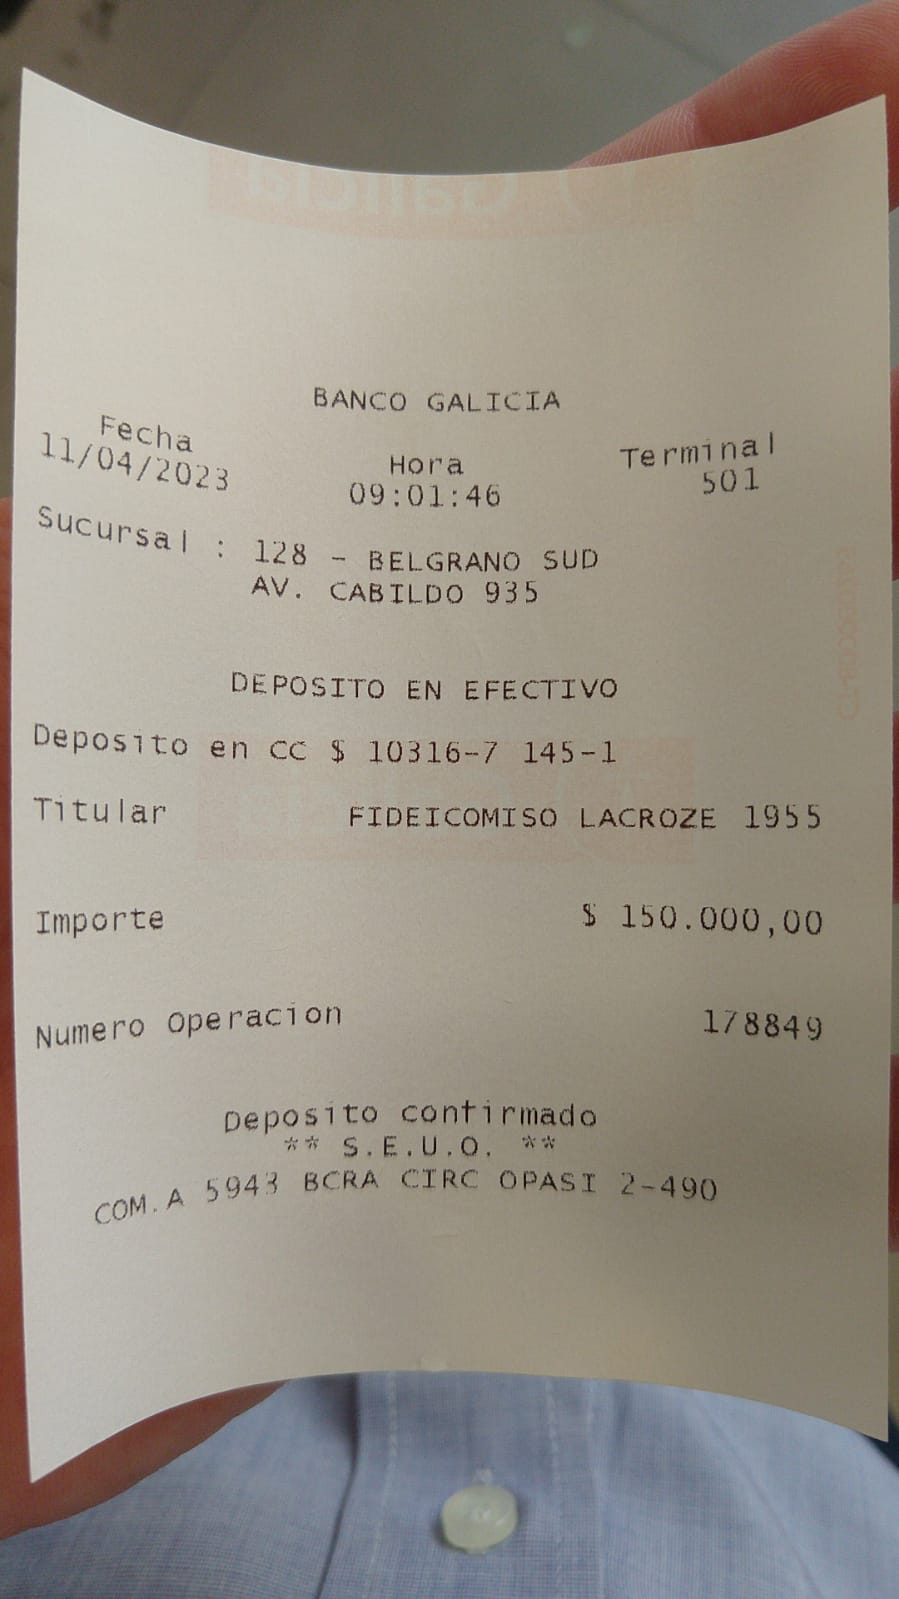 Galicia
BANCO GALICIA
Fecha Hora Terminal
11/04/2023 09:01:46 501
Sucursal : 128 - BELGRANO SUD
AV. CABILDO 935
DEPOSITO EN EFECTIVO
Deposito en CC $ 10316-7 145-1
Titular FIDEICOMISO LACROZE 1955
Importe $ 150.000,00
Numero Operacion 178849
Deposito confirmado
** S.E.U.O. **
COM.A 5943 BCRA CIRC OPASI 2-490